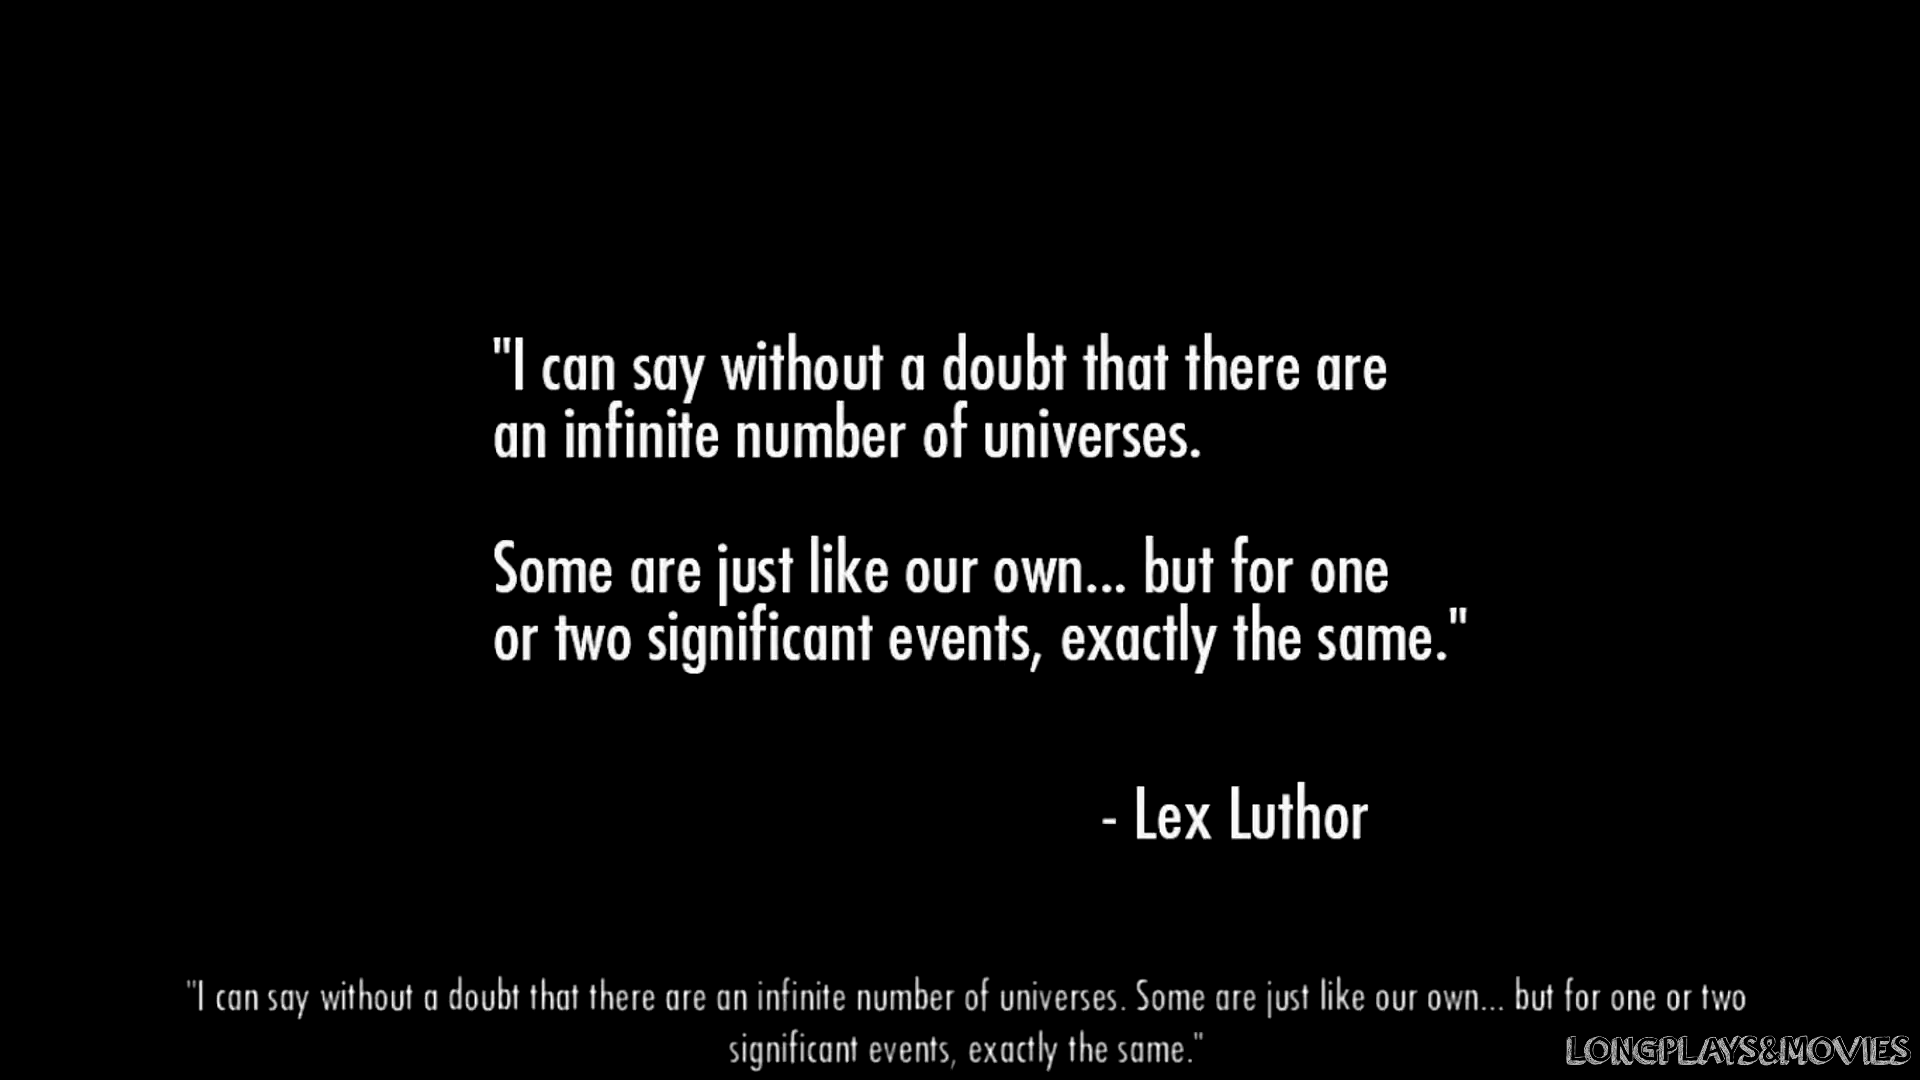 "I can say without a doubt that there are
an infinite number of universes.
Some are just like our own... but for one
or two significant events, exactly the same."
- Lex Luthor
"I can say without a doubt that there are an infinite number of universes. Some are just like our own... but for one or two
significant events, exactly the same."
LONGPLAYS&MOVIES